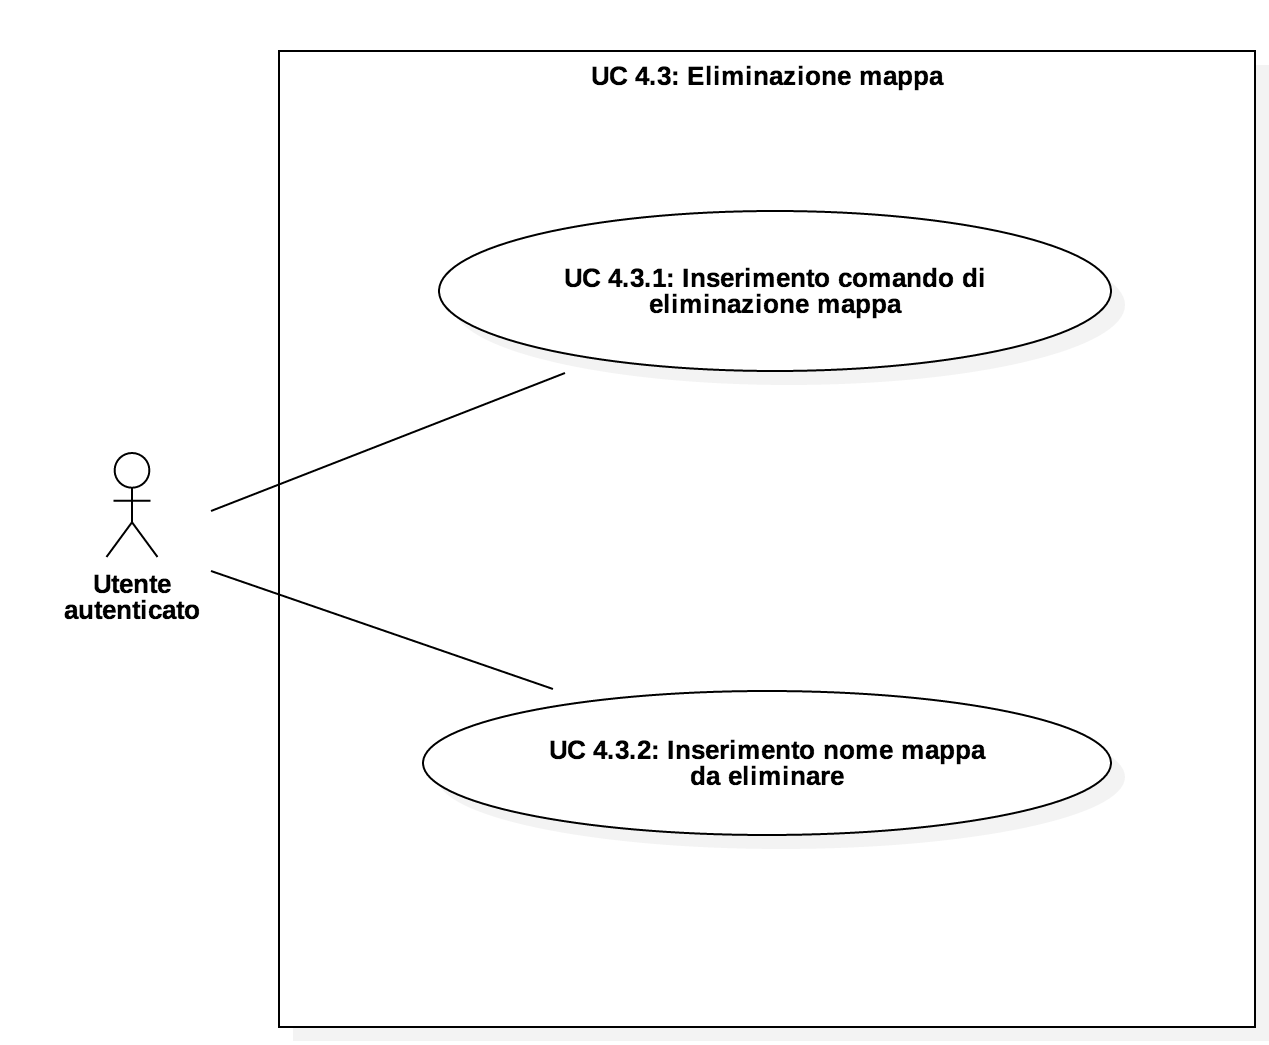 UC 4.3: Eliminazione mappa
UC 4.3.1: Inserimento comando di
eliminazione mappa
Utente
autenticato
UC 4.3.2: Inserimento nome mappa
da eliminare